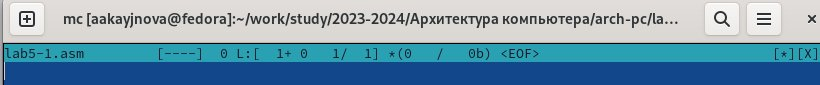 mc [aakayjnova@fedora]:~/work/study/2023-2024/Архитектура компьютера/arch-pc/la...
lab5-1.asm [----] 0 L:[ 1+ 0 1/ 1] *(0 / 0b) <EOF> [*][X]